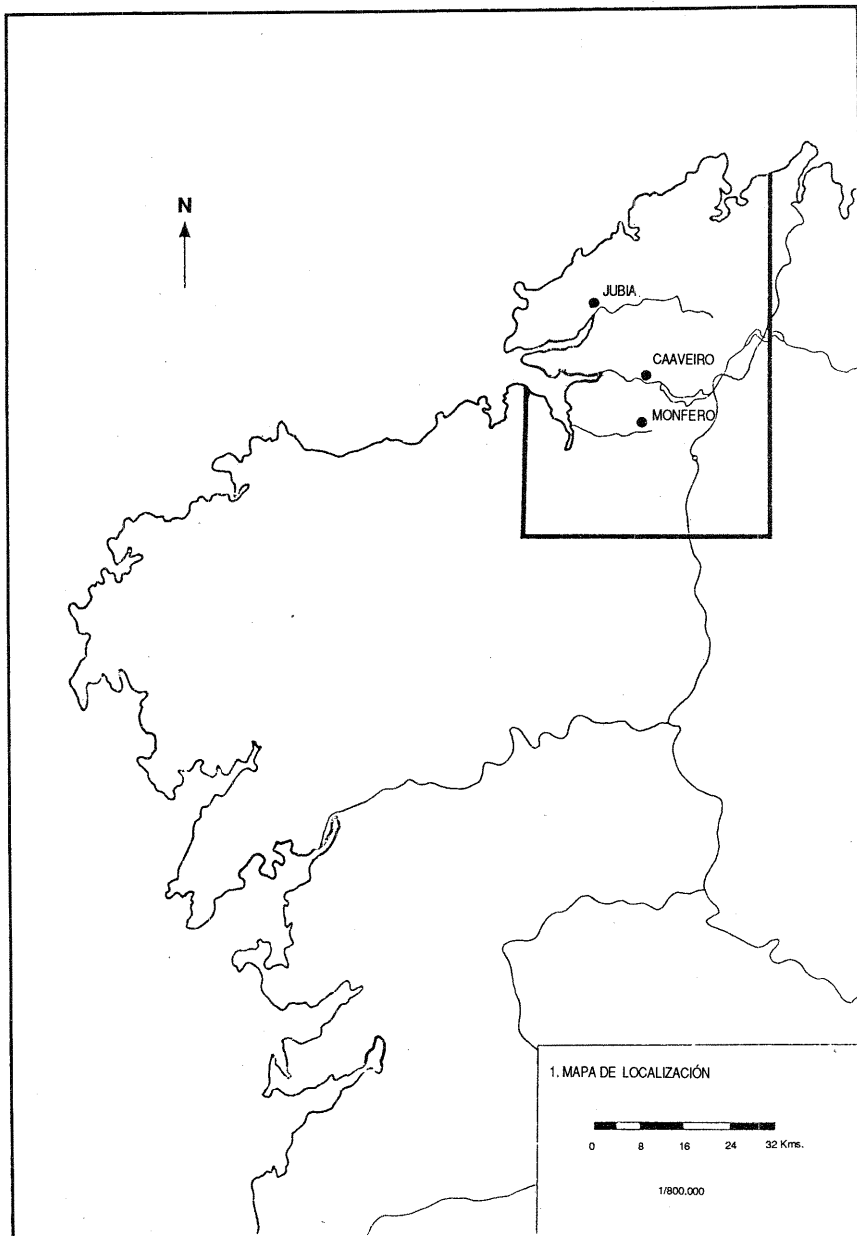 N
JUBIA
CAAVEIRO
MONFERO
1. MAPA DE LOCALIZACIÓN
0 8 16 24 32 Kms.
1/800.000